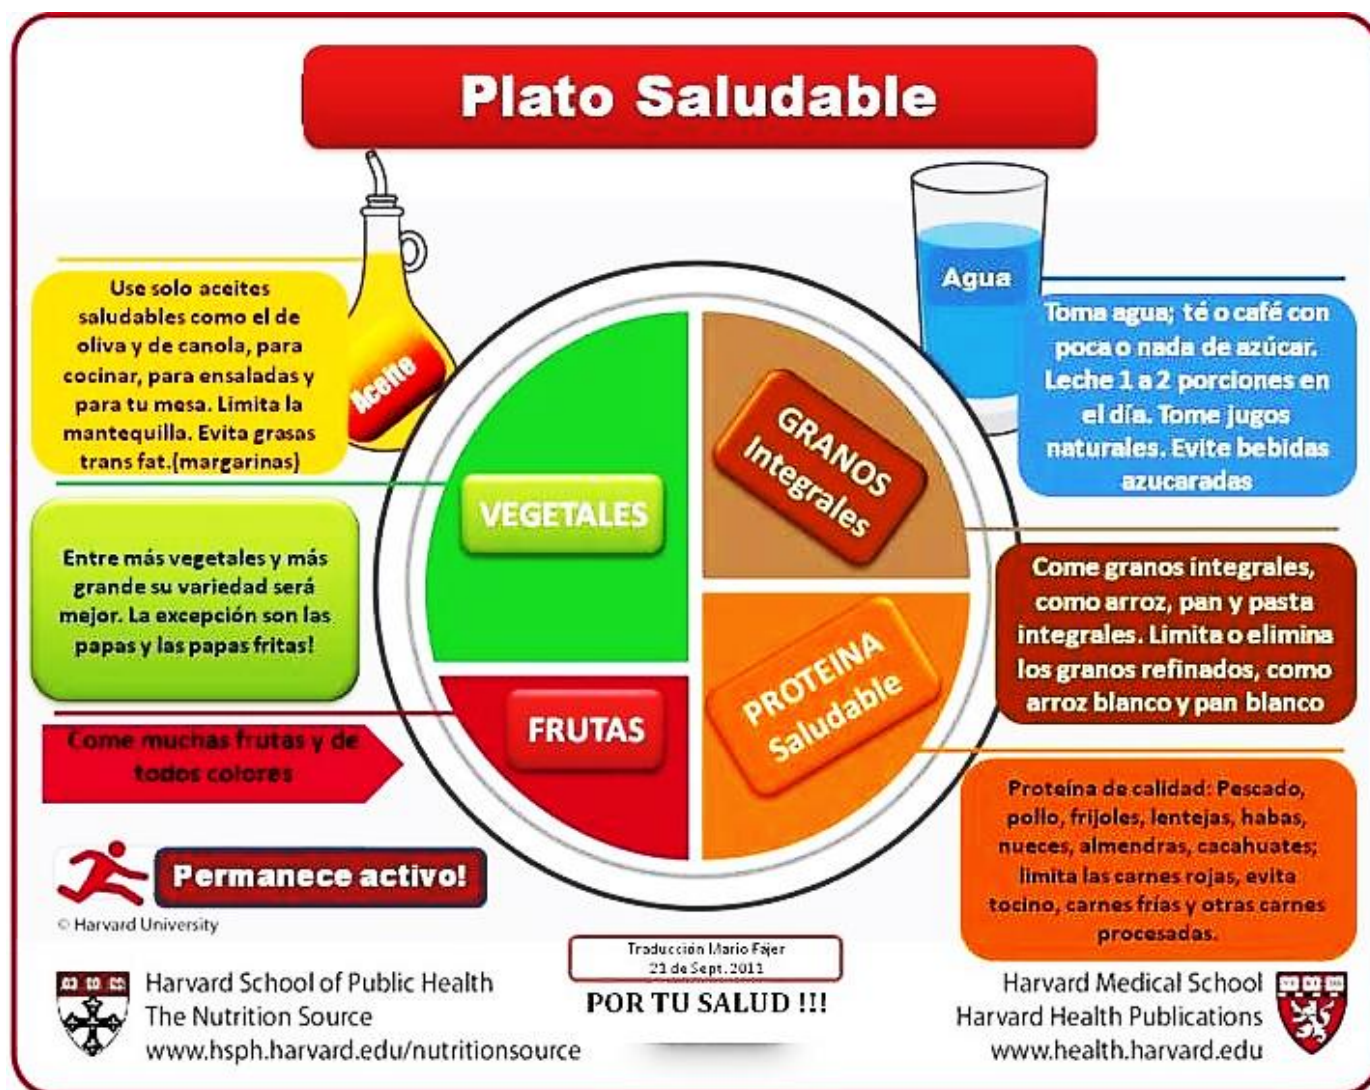 Plato Saludable
Use solo aceites
saludables como el de
oliva y de canola, para
cocinar, para ensaladas y
para tu mesa. Limita la
mantequilla. Evita grasas
trans fat.(margarinas)
Aceite
Agua
Toma agua; té o café con
poca o nada de azúcar.
Leche 1 a 2 porciones en
el día. Tome jugos
naturales. Evite bebidas
azucaradas
VEGETALES
GRANOS
Integrales
Entre más vegetales y más
grande su variedad será
mejor. La excepción son las
papas y las papas fritas!
Come granos integrales,
como arroz, pan y pasta
integrales. Limita o elimina
los granos refinados, como
arroz blanco y pan blanco
FRUTAS
PROTEINA
Saludable
Come muchas frutas y de
todos colores
Proteína de calidad: Pescado,
pollo, frijoles, lentejas, habas,
nueces, almendras, cacahuates;
limita las carnes rojas, evita
tocino, carnes frías y otras carnes
procesadas.
Permanece activo!
© Harvard University
Traducción Mario Fajer
21 de Sept. 2011
POR TU SALUD !!!
Harvard School of Public Health
The Nutrition Source
www.hsph.harvard.edu/nutritionsource
Harvard Medical School
Harvard Health Publications
www.health.harvard.edu